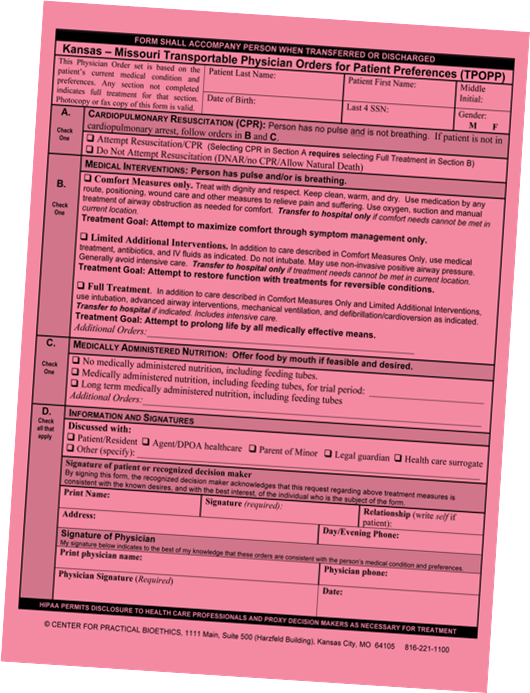 FORM SHALL ACCOMPANY PERSON WHEN TRANSFERRED OR DISCHARGED
Kansas – Missouri Transportable Physician Orders for Patient Preferences (TPOPP)
This Physician Order set is based on the
patient's current medical condition and
preferences. Any section not completed
indicates full treatment for that section.
Photocopy or fax copy of this form is valid.
Patient Last Name:
Patient First Name:
Middle
Initial:
Date of Birth:
Last 4 SSN:
Gender:
M F
A.
Check
One
CARDIOPULMONARY RESUSCITATION (CPR): Person has no pulse and is not breathing. If patient is not in
cardiopulmonary arrest, follow orders in B and C.
❑ Attempt Resuscitation/CPR (Selecting CPR in Section A requires selecting Full Treatment in Section B)
❑ Do Not Attempt Resuscitation (DNAR/no CPR/Allow Natural Death)
B.
Check
One
MEDICAL INTERVENTIONS: Person has pulse and/or is breathing.
❑ Comfort Measures only. Treat with dignity and respect. Keep clean, warm, and dry. Use medication by any
route, positioning, wound care and other measures to relieve pain and suffering. Use oxygen, suction and manual
treatment of airway obstruction as needed for comfort. Transfer to hospital only if comfort needs cannot be met in
current location.
Treatment Goal: Attempt to maximize comfort through symptom management only.
❑ Limited Additional Interventions. In addition to care described in Comfort Measures Only, use medical
treatment, antibiotics, and IV fluids as indicated. Do not intubate. May use non-invasive positive airway pressure.
Generally avoid intensive care. Transfer to hospital only if treatment needs cannot be met in current location.
Treatment Goal: Attempt to restore function with treatments for reversible conditions.
❑ Full Treatment. In addition to care described in Comfort Measures Only and Limited Additional Interventions,
use intubation, advanced airway interventions, mechanical ventilation, and defibrillation/cardioversion as indicated.
Transfer to hospital if indicated. Includes intensive care.
Treatment Goal: Attempt to prolong life by all medically effective means.
Additional Orders:
C.
Check
One
MEDICALLY ADMINISTERED NUTRITION: Offer food by mouth if feasible and desired.
❑ No medically administered nutrition, including feeding tubes.
❑ Medically administered nutrition, including feeding tubes, for trial period:
❑ Long term medically administered nutrition, including feeding tubes
Additional Orders:
D.
Check
all that
apply
INFORMATION AND SIGNATURES
Discussed with:
❑ Patient/Resident ❑ Agent/DPOA healthcare ❑ Parent of Minor ❑ Legal guardian ❑ Health care surrogate
❑ Other (specify):
Signature of patient or recognized decision maker
By signing this form, the recognized decision maker acknowledges that this request regarding above treatment measures is
consistent with the known desires, and with the best interest, of the individual who is the subject of the form.
Print Name:
Signature (required):
Relationship (write self if
patient):
Address:
Day/Evening Phone:
Signature of Physician
My signature below indicates to the best of my knowledge that these orders are consistent with the person's medical condition and preferences.
Print physician name:
Physician phone:
Physician Signature (Required)
Date:
HIPAA PERMITS DISCLOSURE TO HEALTH CARE PROFESSIONALS AND PROXY DECISION MAKERS AS NECESSARY FOR TREATMENT
© CENTER FOR PRACTICAL BIOETHICS, 1111 Main, Suite 500 (Harzfeld Building), Kansas City, MO 64105 816-221-1100